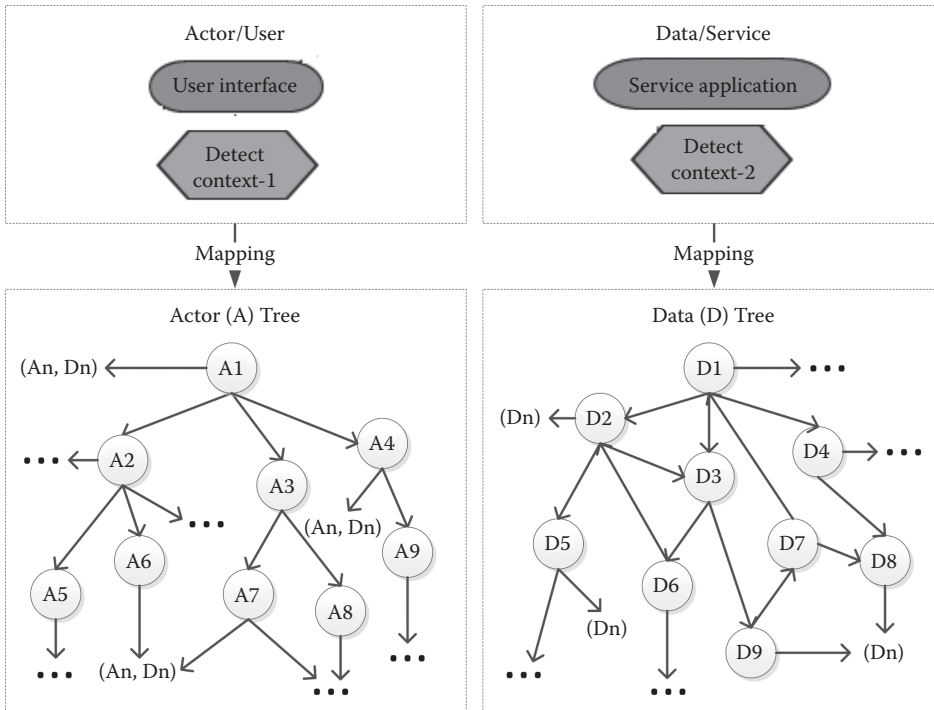 Actor/User
User interface
Detect
context-1
Mapping
Data/Service
Service application
Detect
context-2
Mapping
Actor (A) Tree
(An, Dn)
A1
A2
A3
A4
(An, Dn)
A5
A6
A7
A8
A9
(An, Dn)
Data (D) Tree
D1
(Dn)
D2
D3
D4
D5
D6
D7
D8
(Dn)
D9
(Dn)